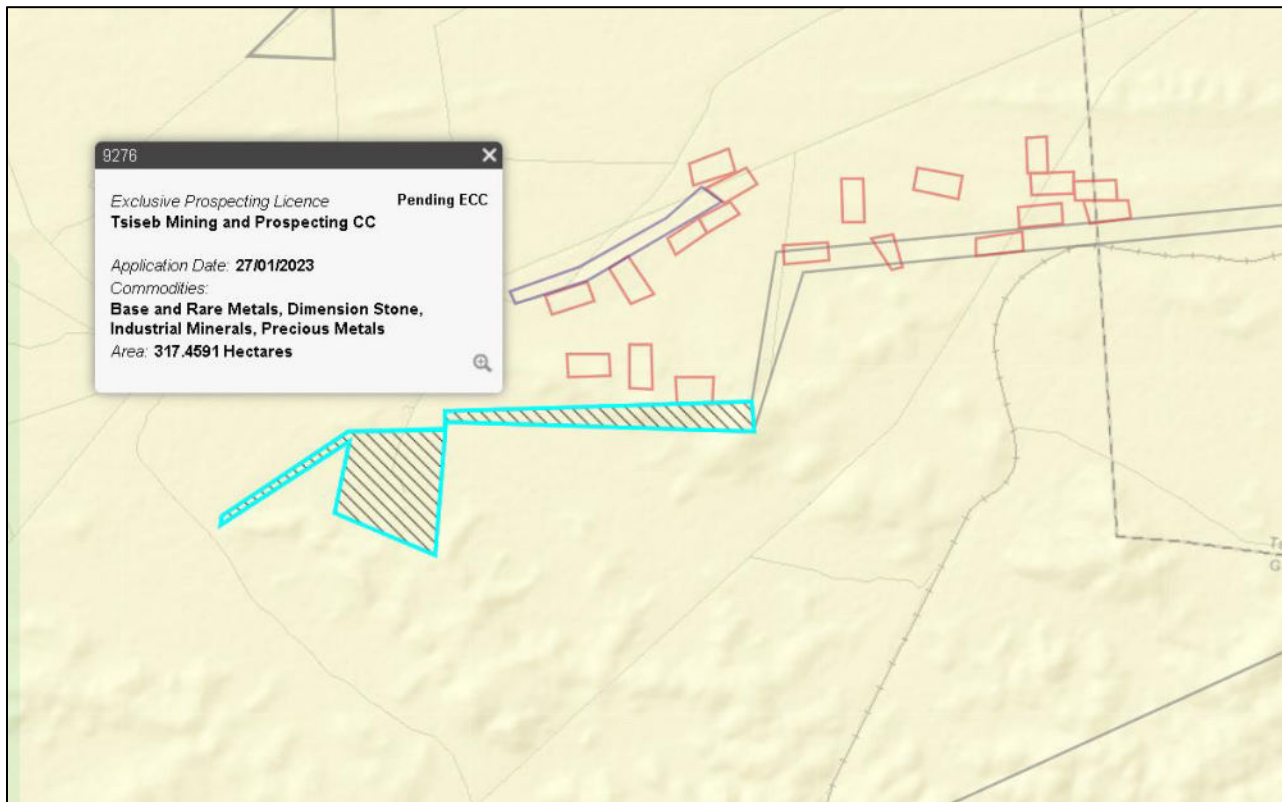 9276
Exclusive Prospecting Licence Pending ECC
Tsiseb Mining and Prospecting CC
Application Date: 27/01/2023
Commodities:
Base and Rare Metals, Dimension Stone,
Industrial Minerals, Precious Metals
Area: 317.4591 Hectares